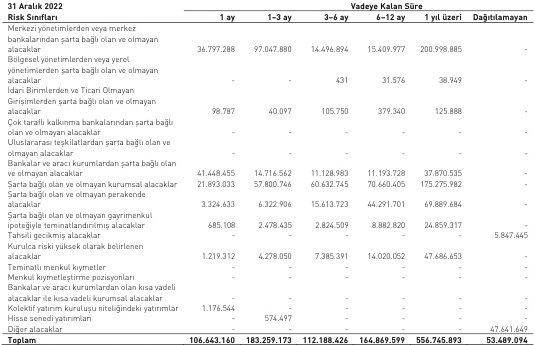 31 Aralık 2022 Vadeye Kalan Süre
Risk Sınıfları 1 ay 1–3 ay 3–6 ay 6–12 ay 1 yıl üzeri Dağıtılamayan
Merkezi yönetimlerden veya merkez
bankalarından şarta bağlı olan ve olmayan
alacaklar 36.797.288 97.047.880 14.496.894 15.409.977 200.998.885 -
Bölgesel yönetimlerden veya yerel
yönetimlerden şarta bağlı olan ve olmayan
alacaklar - - 431 31.576 38.949 -
İdari Birimlerden ve Ticari Olmayan
Girişimlerden şarta bağlı olan ve olmayan
alacaklar 98.787 40.097 105.750 379.340 125.888 -
Çok taraflı kalkınma bankalarından şarta bağlı
olan ve olmayan alacaklar - - - - - -
Uluslararası teşkilatlardan şarta bağlı olan ve
olmayan alacaklar - - - - - -
Bankalar ve aracı kurumlardan şarta bağlı olan
ve olmayan alacaklar 41.448.455 14.716.562 11.128.983 11.193.728 37.870.535 -
Şarta bağlı olan ve olmayan kurumsal alacaklar 21.893.033 57.800.746 60.632.745 70.660.405 175.275.982 -
Şarta bağlı olan ve olmayan perakende
alacaklar 3.324.633 6.322.906 15.613.723 44.291.701 69.889.684 -
Şarta bağlı olan ve olmayan gayrimenkul
ipoteğiyle teminatlandırılmış alacaklar 685.108 2.478.435 2.824.509 8.882.820 24.859.317 -
Tahsili gecikmiş alacaklar - - - - - 5.847.445
Kurulca riski yüksek olarak belirlenen
alacaklar 1.219.312 4.278.050 7.385.391 14.020.052 47.686.653 -
Teminatlı menkul kıymetler - - - - - -
Menkul kıymetleştirme pozisyonları - - - - - -
Bankalar ve aracı kurumlardan olan kısa vadeli
alacaklar ile kısa vadeli kurumsal alacaklar - - - - - -
Kolektif yatırım kuruluşu niteliğindeki yatırımlar 1.176.544 - - - - -
Hisse senedi yatırımları - 574.497 - - - -
Diğer alacaklar - - - - - 47.641.649
Toplam 106.643.160 183.259.173 112.188.426 164.869.599 556.745.893 53.489.094